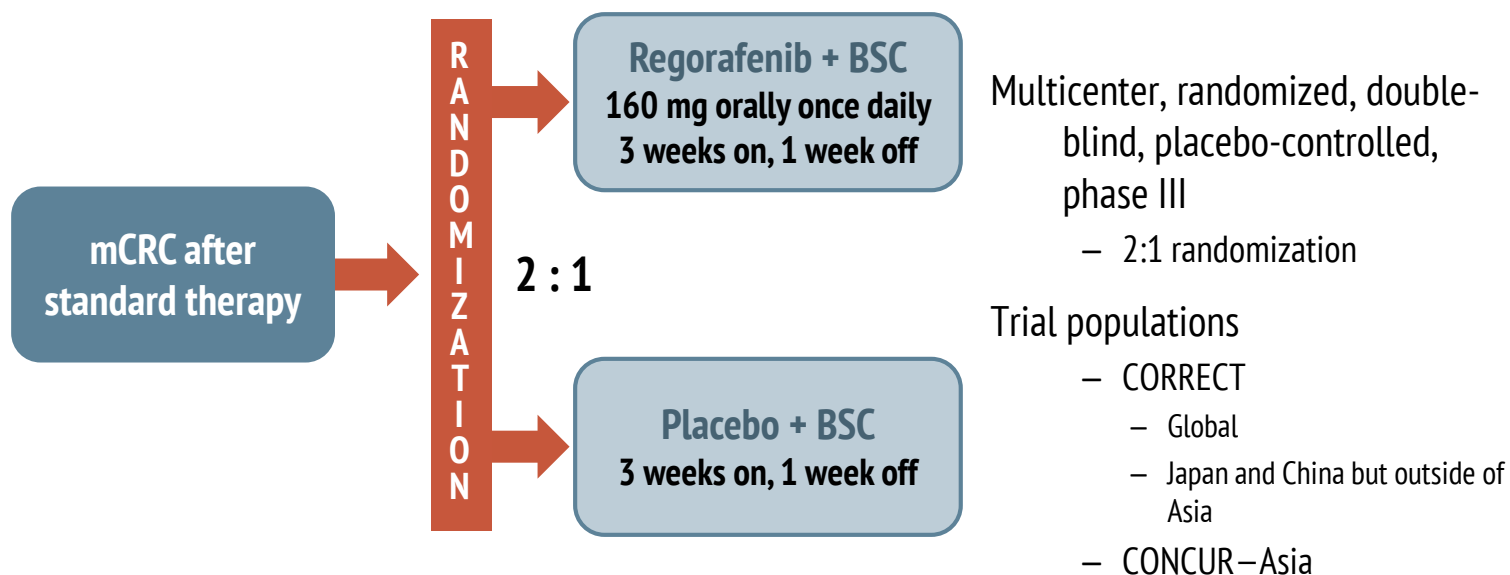 mCRC after
standard therapy
RANDOMIZATION
2 : 1
Regorafenib + BSC
160 mg orally once daily
3 weeks on, 1 week off
Placebo + BSC
3 weeks on, 1 week off
Multicenter, randomized, double-
blind, placebo-controlled,
phase III
– 2:1 randomization
Trial populations
– CORRECT
– Global
– Japan and China but outside of
Asia
– CONCUR–Asia